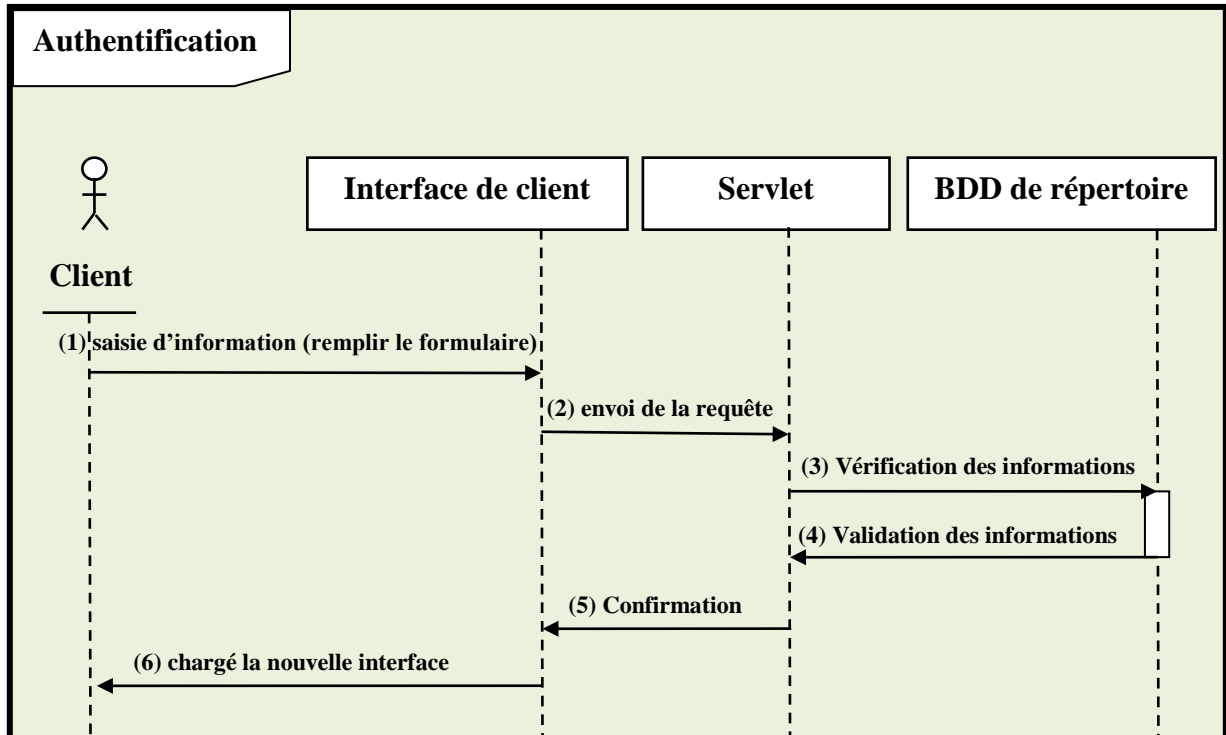 Authentification
Interface de client
Servlet
BDD de répertoire
Client
(1) saisie d’information (remplir le formulaire)
(2) envoi de la requête
(3) Vérification des informations
(4) Validation des informations
(5) Confirmation
(6) chargé la nouvelle interface